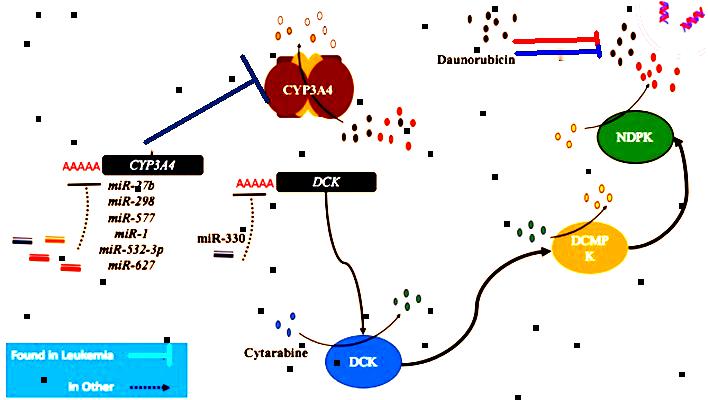 Daunorubicin
CYP3A4
NDPK
AAAAA CYP3A4
miR-27b
miR-298
miR-577
miR-1
miR-532-3p
miR-627
AAAAA DCK
miR-330
DCMP
K
Cytarabine
DCK
Found in Leukemia
In Other